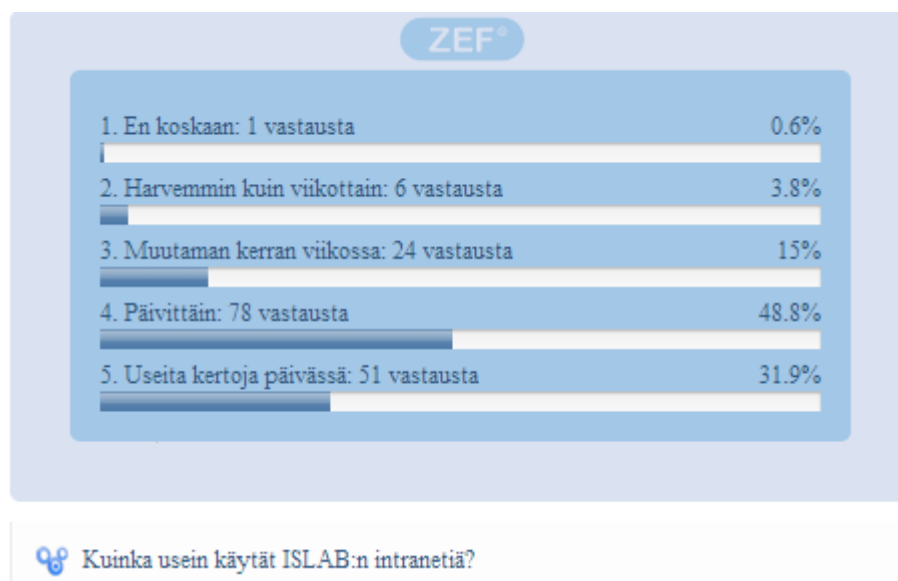 ZEF®
1. En koskaan: 1 vastausta 0.6%
2. Harvemmin kuin viikottain: 6 vastausta 3.8%
3. Muutaman kerran viikossa: 24 vastausta 15%
4. Päivittäin: 78 vastausta 48.8%
5. Useita kertoja päivässä: 51 vastausta 31.9%
Kuinka usein käytät ISLAB:n intranetiä?